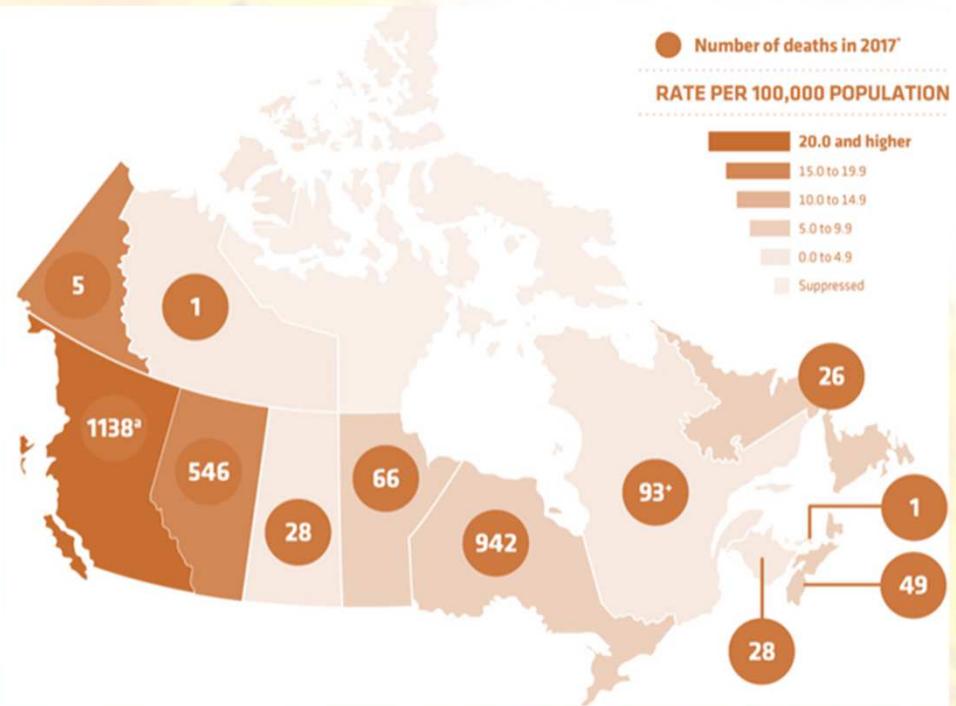 Number of deaths in 2017*
RATE PER 100,000 POPULATION
20.0 and higher
15.0 to 19.9
10.0 to 14.9
5.0 to 9.9
0.0 to 4.9
Suppressed
5
1
26
1138ª
546
66
93+
28
942
1
49
28